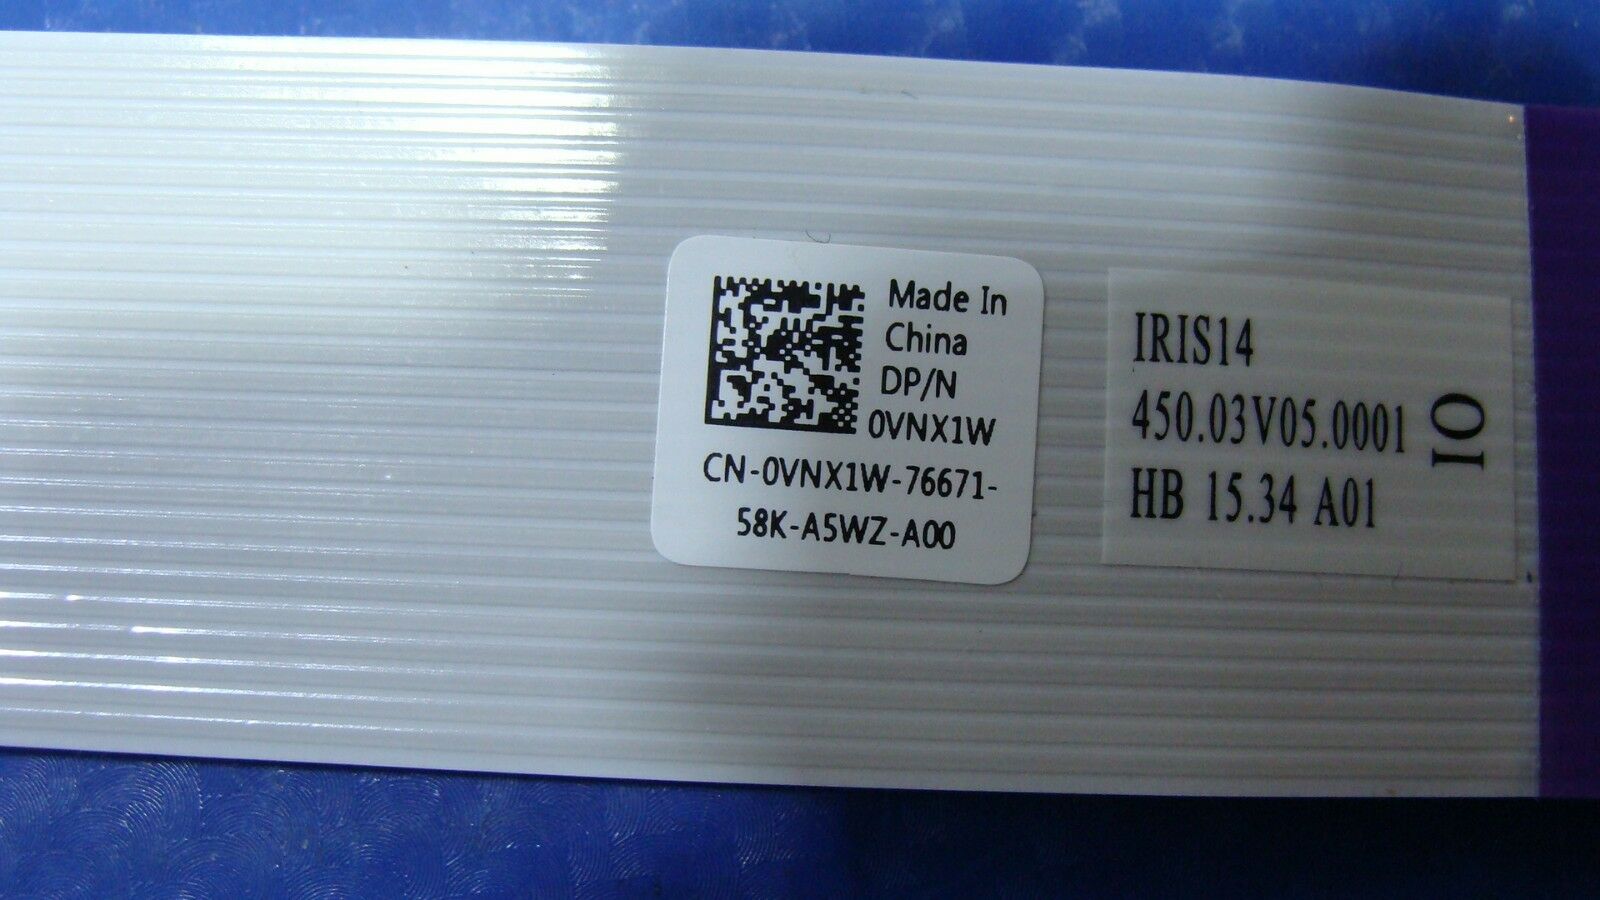 Made In
China
DP/N
0VNX1W
CN-0VNX1W-76671-
58K-A5WZ-A00
IRIS14
450.03V05.0001
HB 15.34 A01
IO